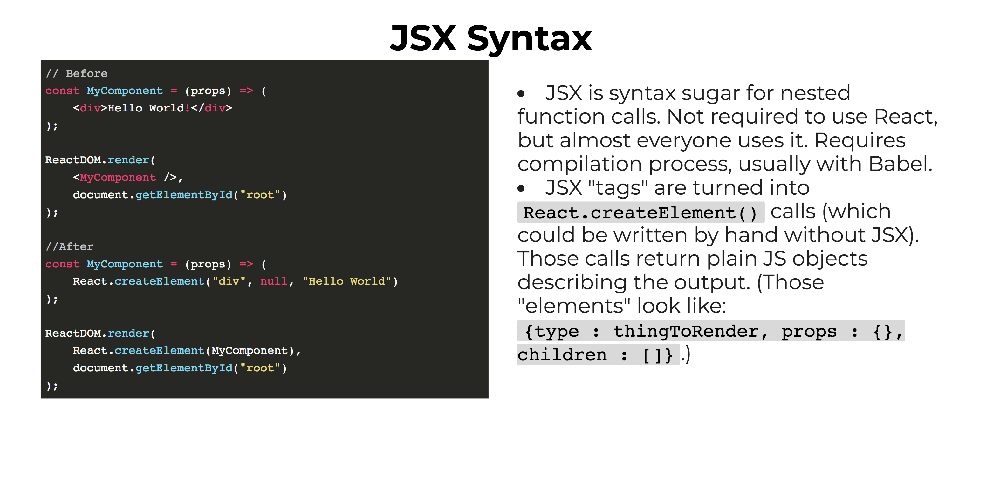 JSX Syntax
// Before
const MyComponent = (props) => (
    <div>Hello World!</div>
);

ReactDOM.render(
    <MyComponent />,
    document.getElementById("root")
);

//After
const MyComponent = (props) => (
    React.createElement("div", null, "Hello World")
);

ReactDOM.render(
    React.createElement(MyComponent),
    document.getElementById("root")
);
• JSX is syntax sugar for nested
function calls. Not required to use React,
but almost everyone uses it. Requires
compilation process, usually with Babel.
• JSX "tags" are turned into
React.createElement() calls (which
could be written by hand without JSX).
Those calls return plain JS objects
describing the output. (Those
"elements" look like:
{type : thingToRender, props : {},
children : []} .)